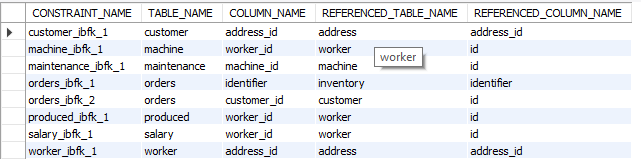 CONSTRAINT_NAME TABLE_NAME COLUMN_NAME REFERENCED_TABLE_NAME REFERENCED_COLUMN_NAME
customer_ibfk_1 customer address_id address address_id
machine_ibfk_1 machine worker_id worker id
worker
maintenance_ibfk_1 maintenance machine_id machine id
orders_ibfk_1 orders identifier inventory identifier
orders_ibfk_2 orders customer_id customer id
produced_ibfk_1 produced worker_id worker id
salary_ibfk_1 salary worker_id worker id
worker_ibfk_1 worker address_id address address_id